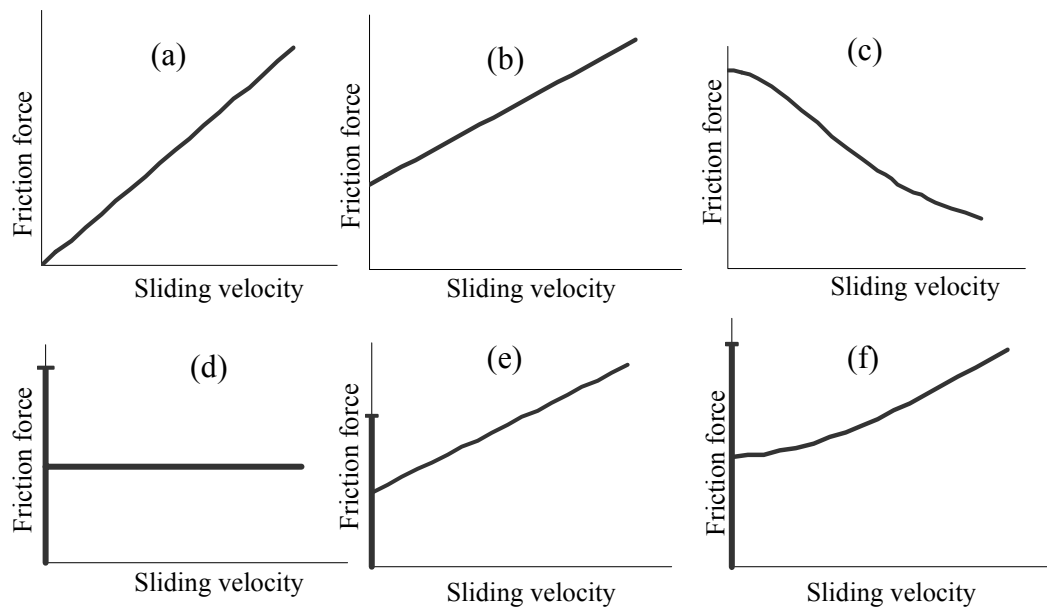 (a)
Friction force
Sliding velocity
(b)
Friction force
Sliding velocity
(c)
Friction force
Sliding velocity
(d)
Friction force
Sliding velocity
(e)
Friction force
Sliding velocity
(f)
Friction force
Sliding velocity